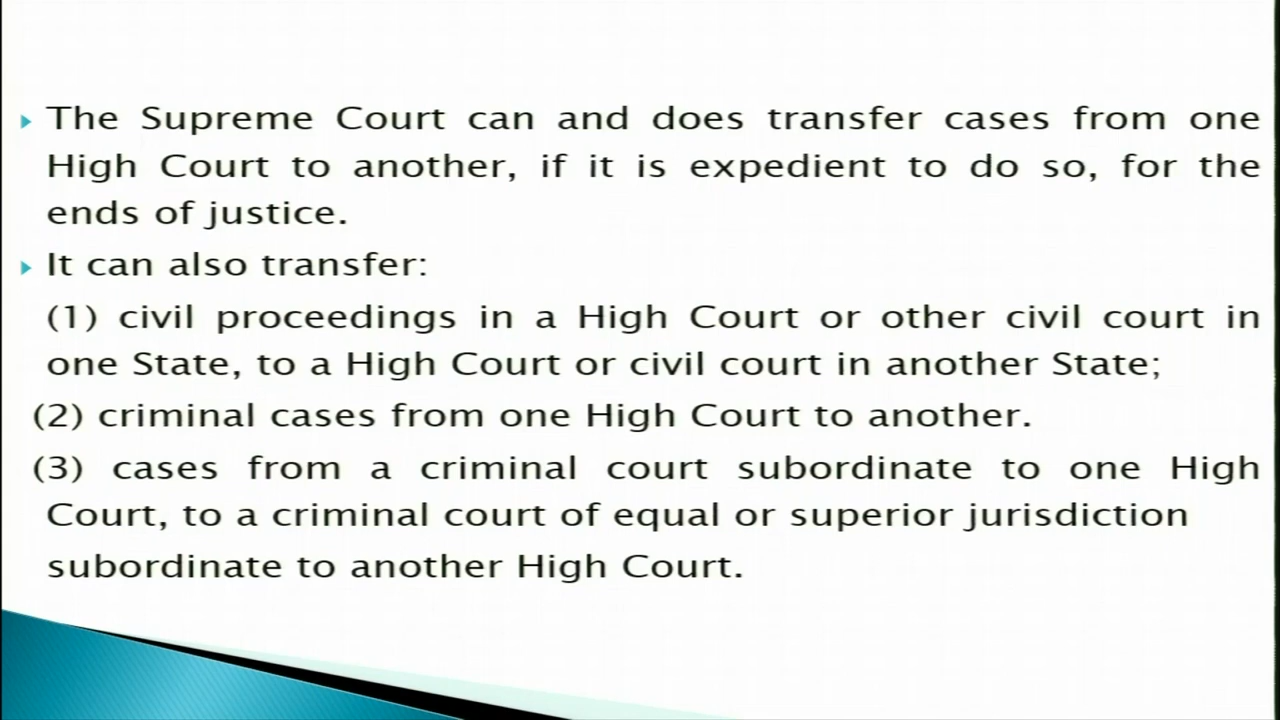 The Supreme Court can and does transfer cases from one
High Court to another, if it is expedient to do so, for the
ends of justice.
It can also transfer:
(1) civil proceedings in a High Court or other civil court in
one State, to a High Court or civil court in another State;
(2) criminal cases from one High Court to another.
(3) cases from a criminal court subordinate to one High
Court, to a criminal court of equal or superior jurisdiction
subordinate to another High Court.